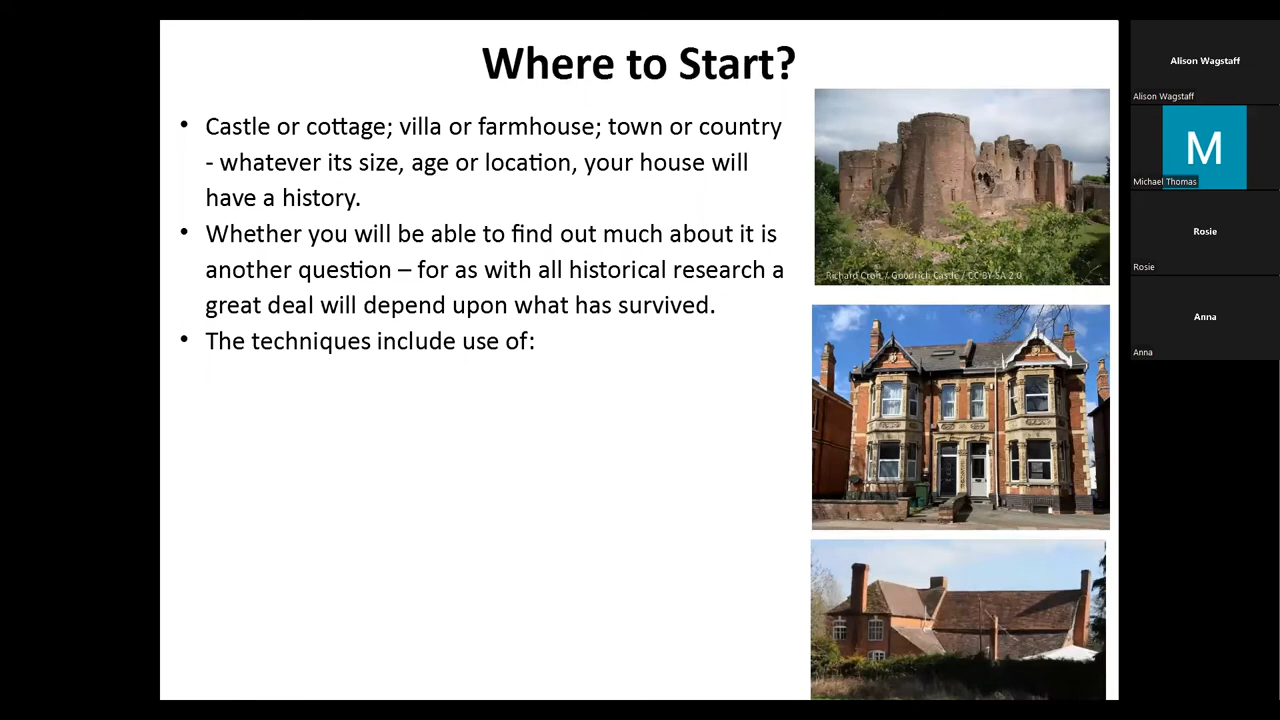 Where to Start?
• Castle or cottage; villa or farmhouse; town or country
- whatever its size, age or location, your house will
have a history.
• Whether you will be able to find out much about it is
another question – for as with all historical research a
great deal will depend upon what has survived.
• The techniques include use of:
Richard Croft / Goodrich Castle / CC BY-SA 2.0
Alison Wagstaff
Alison Wagstaff
M
Michael Thomas
Rosie
Rosie
Anna
Anna